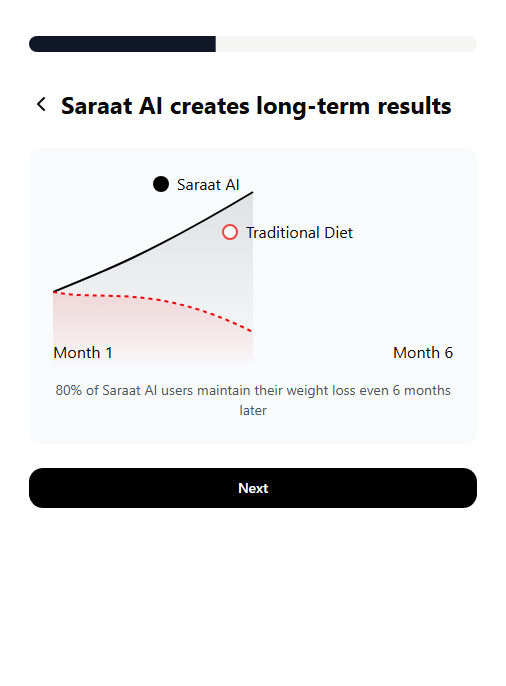 Saraat AI creates long-term results
Saraat AI
Traditional Diet
Month 1
Month 6
80% of Saraat AI users maintain their weight loss even 6 months
later
Next